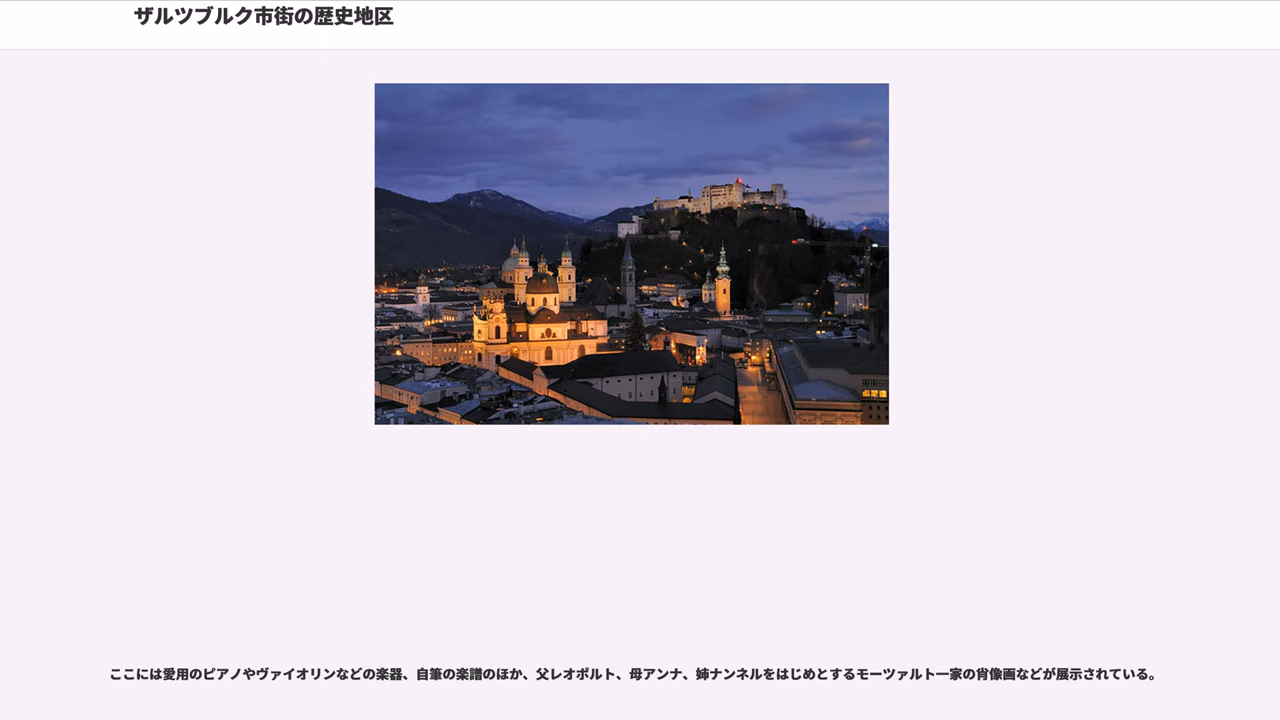 ザルツブルク市街の歴史地区
ここには愛用のピアノやヴァイオリンなどの楽器、自筆の楽譜のほか、父レオポルト、母アンナ、姉ナンネルをはじめとするモーツァルト一家の肖像画などが展示されている。